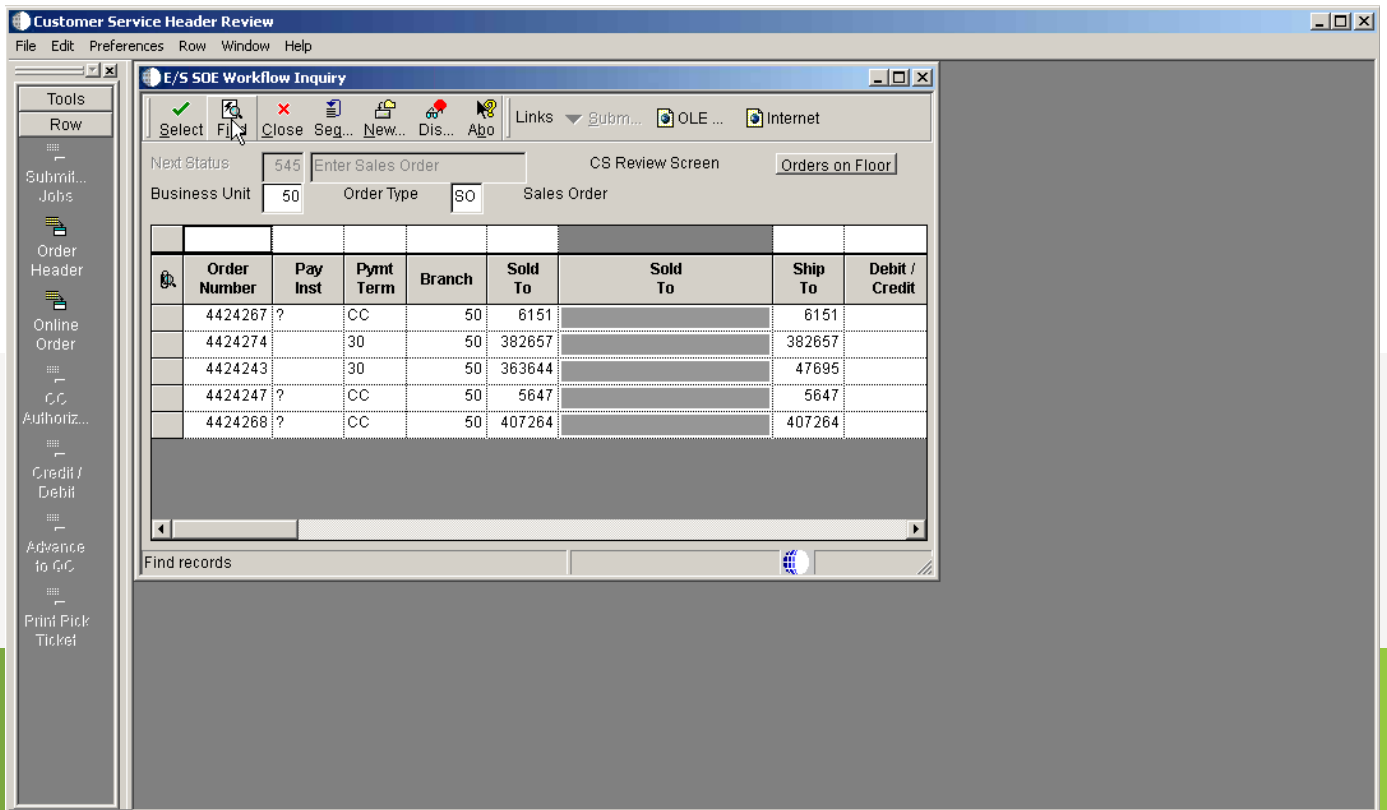 Customer Service Header Review
File Edit Preferences Row Window Help
E/S SOE Workflow Inquiry
Tools
Row
Submit...
Jobs
Order
Header
Online
Order
CC
Authoriz...
Credit /
Debit
Advance
to GC
Print Pick
Ticket
Select Find Close Seq... New... Dis... Abo Links Subm... OLE ... Internet
Next Status 545 Enter Sales Order CS Review Screen Orders on Floor
Business Unit 50 Order Type SO Sales Order
Order Number Pay Inst Pymt Term Branch Sold To Sold To Ship To Debit / Credit
4424267 ? CC 50 6151 6151
4424274 30 50 382657 382657
4424243 30 50 363644 47695
4424247 ? CC 50 5647 5647
4424268 ? CC 50 407264 407264
Find records